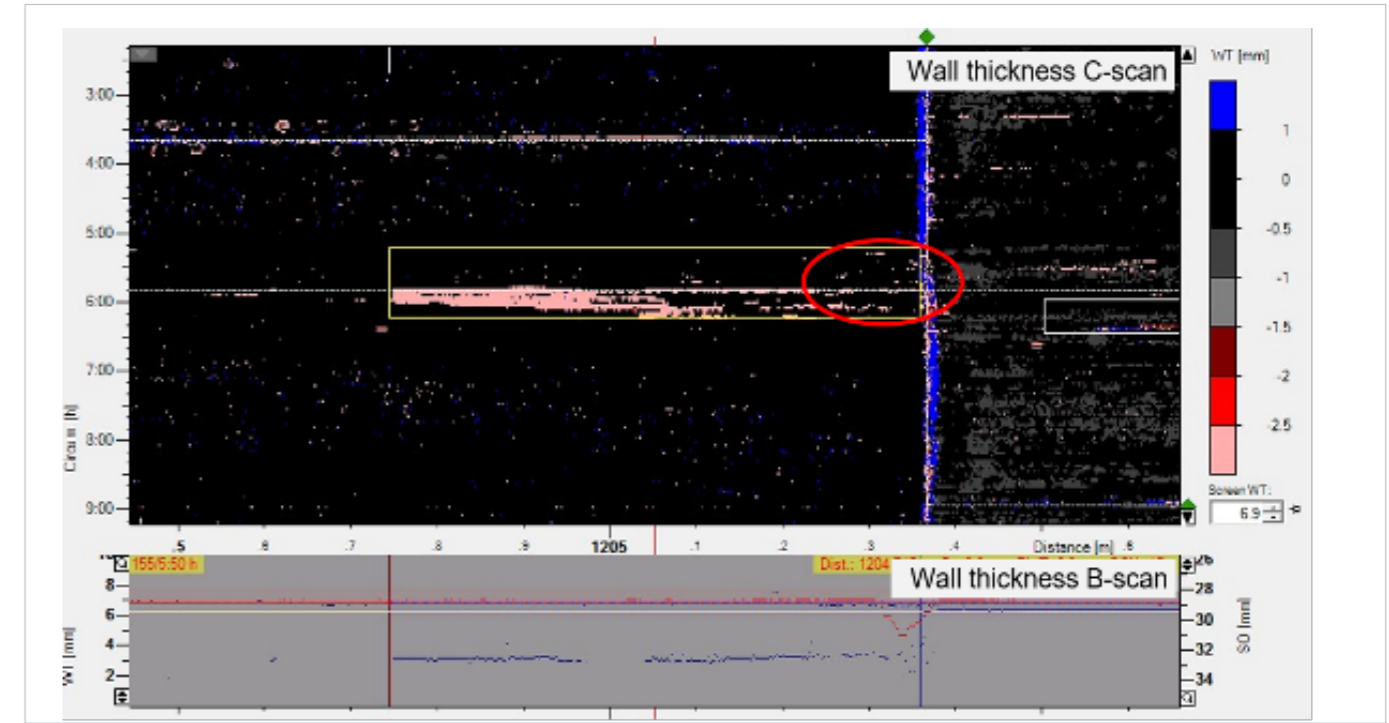 Wall thickness C-scan
WT [mm]
3:00
4:00
5:00
6:00
7:00
8:00
9:00
Circum [h]
1
0
-0.5
-1
-1.5
-2
-2.5
Screen WT:
6.9
.5 .6 .7 .8 .9 1205 .1 .2 .3 .4 Distance [m] .6
155/5:50 h
Dist.: 1204
Wall thickness B-scan
8
6
4
2
WT [mm]
26
28
30
32
34
SO [mm]